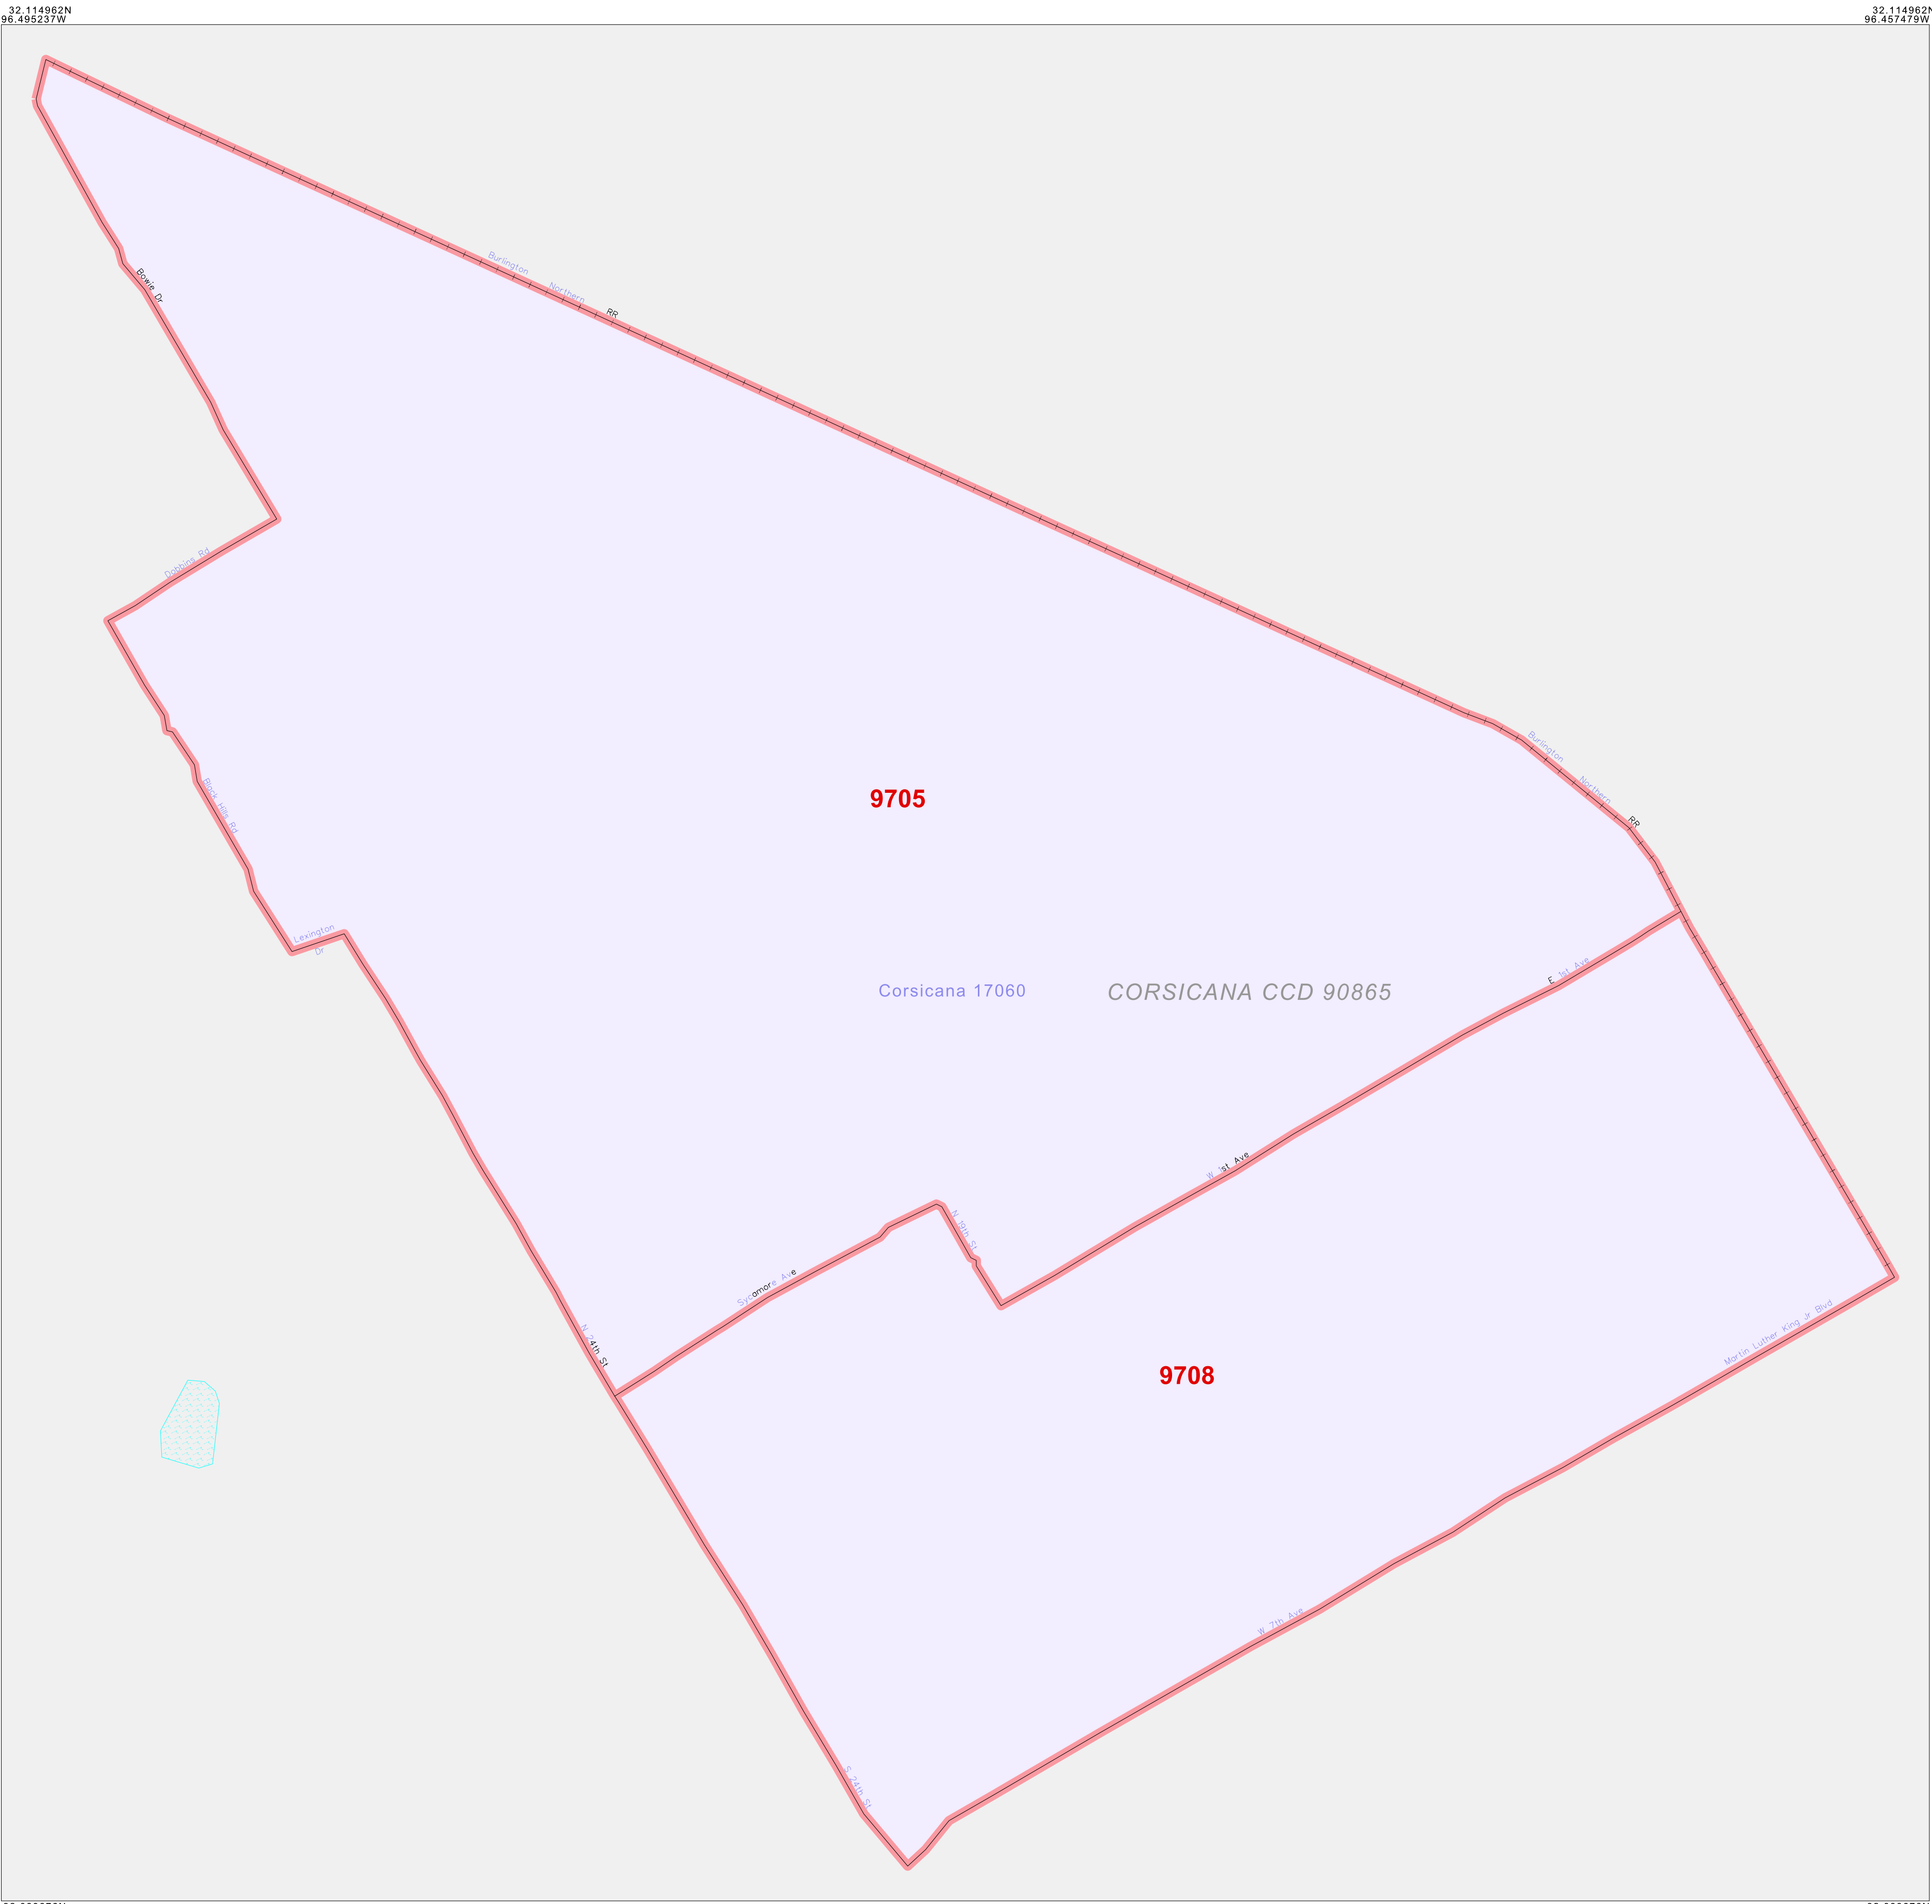 32.114962N
96.495237W
32.114962N
96.457479W
Burlington Northern RR
Bowie Dr
Dobbins Rd
Burlington Northern RR
Black Hills Rd
9705
Lexington Dr
Corsicana 17060
CORSICANA CCD 90865
E 1st Ave
W 1st Ave
N 19th St
Sycamore Ave
N 24th St
Martin Luther King Jr Blvd
9708
W 7th Ave
S 24th St